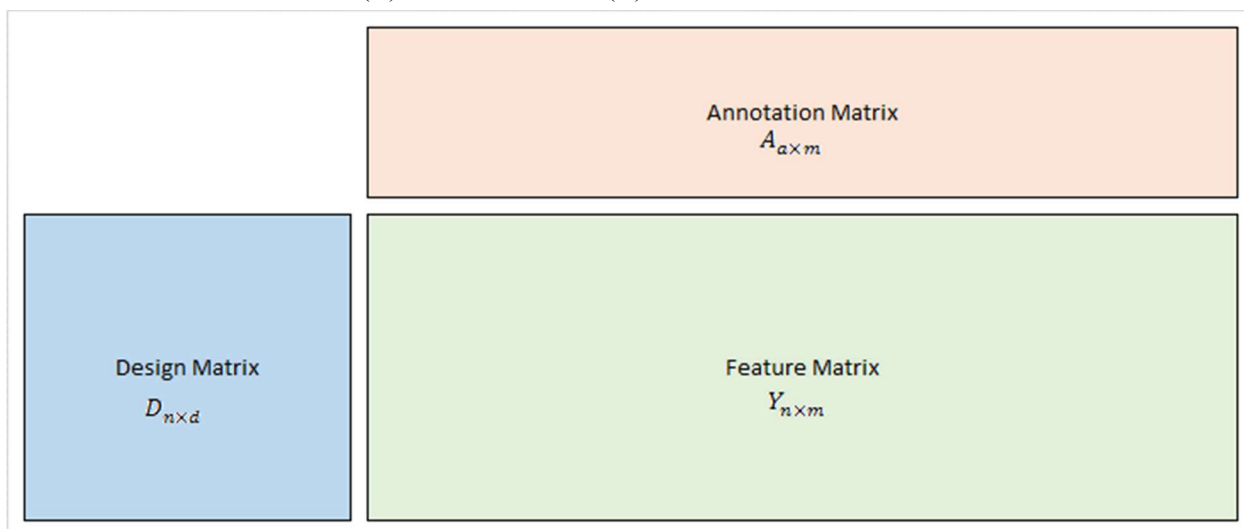 Annotation Matrix
A_{a×m}
Design Matrix
D_{n×d}
Feature Matrix
Y_{n×m}